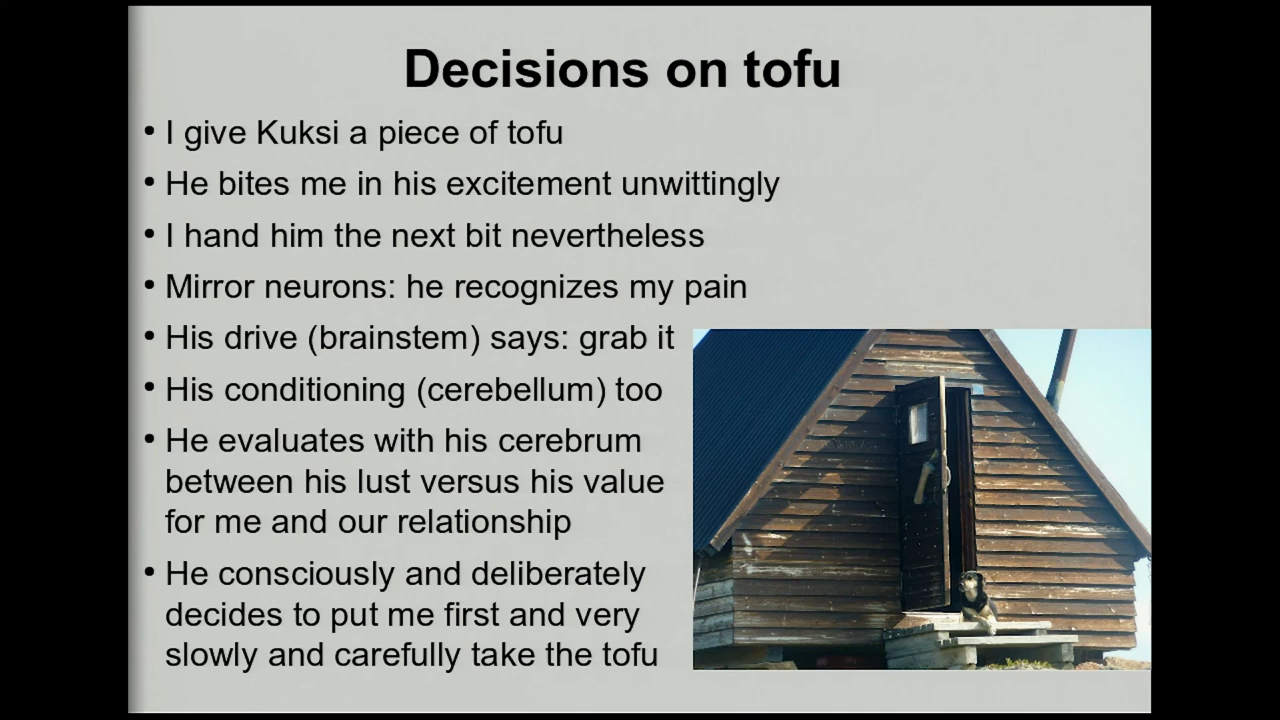 Decisions on tofu
• I give Kuksi a piece of tofu
• He bites me in his excitement unwittingly
• I hand him the next bit nevertheless
• Mirror neurons: he recognizes my pain
• His drive (brainstem) says: grab it
• His conditioning (cerebellum) too
• He evaluates with his cerebrum
between his lust versus his value
for me and our relationship
• He consciously and deliberately
decides to put me first and very
slowly and carefully take the tofu